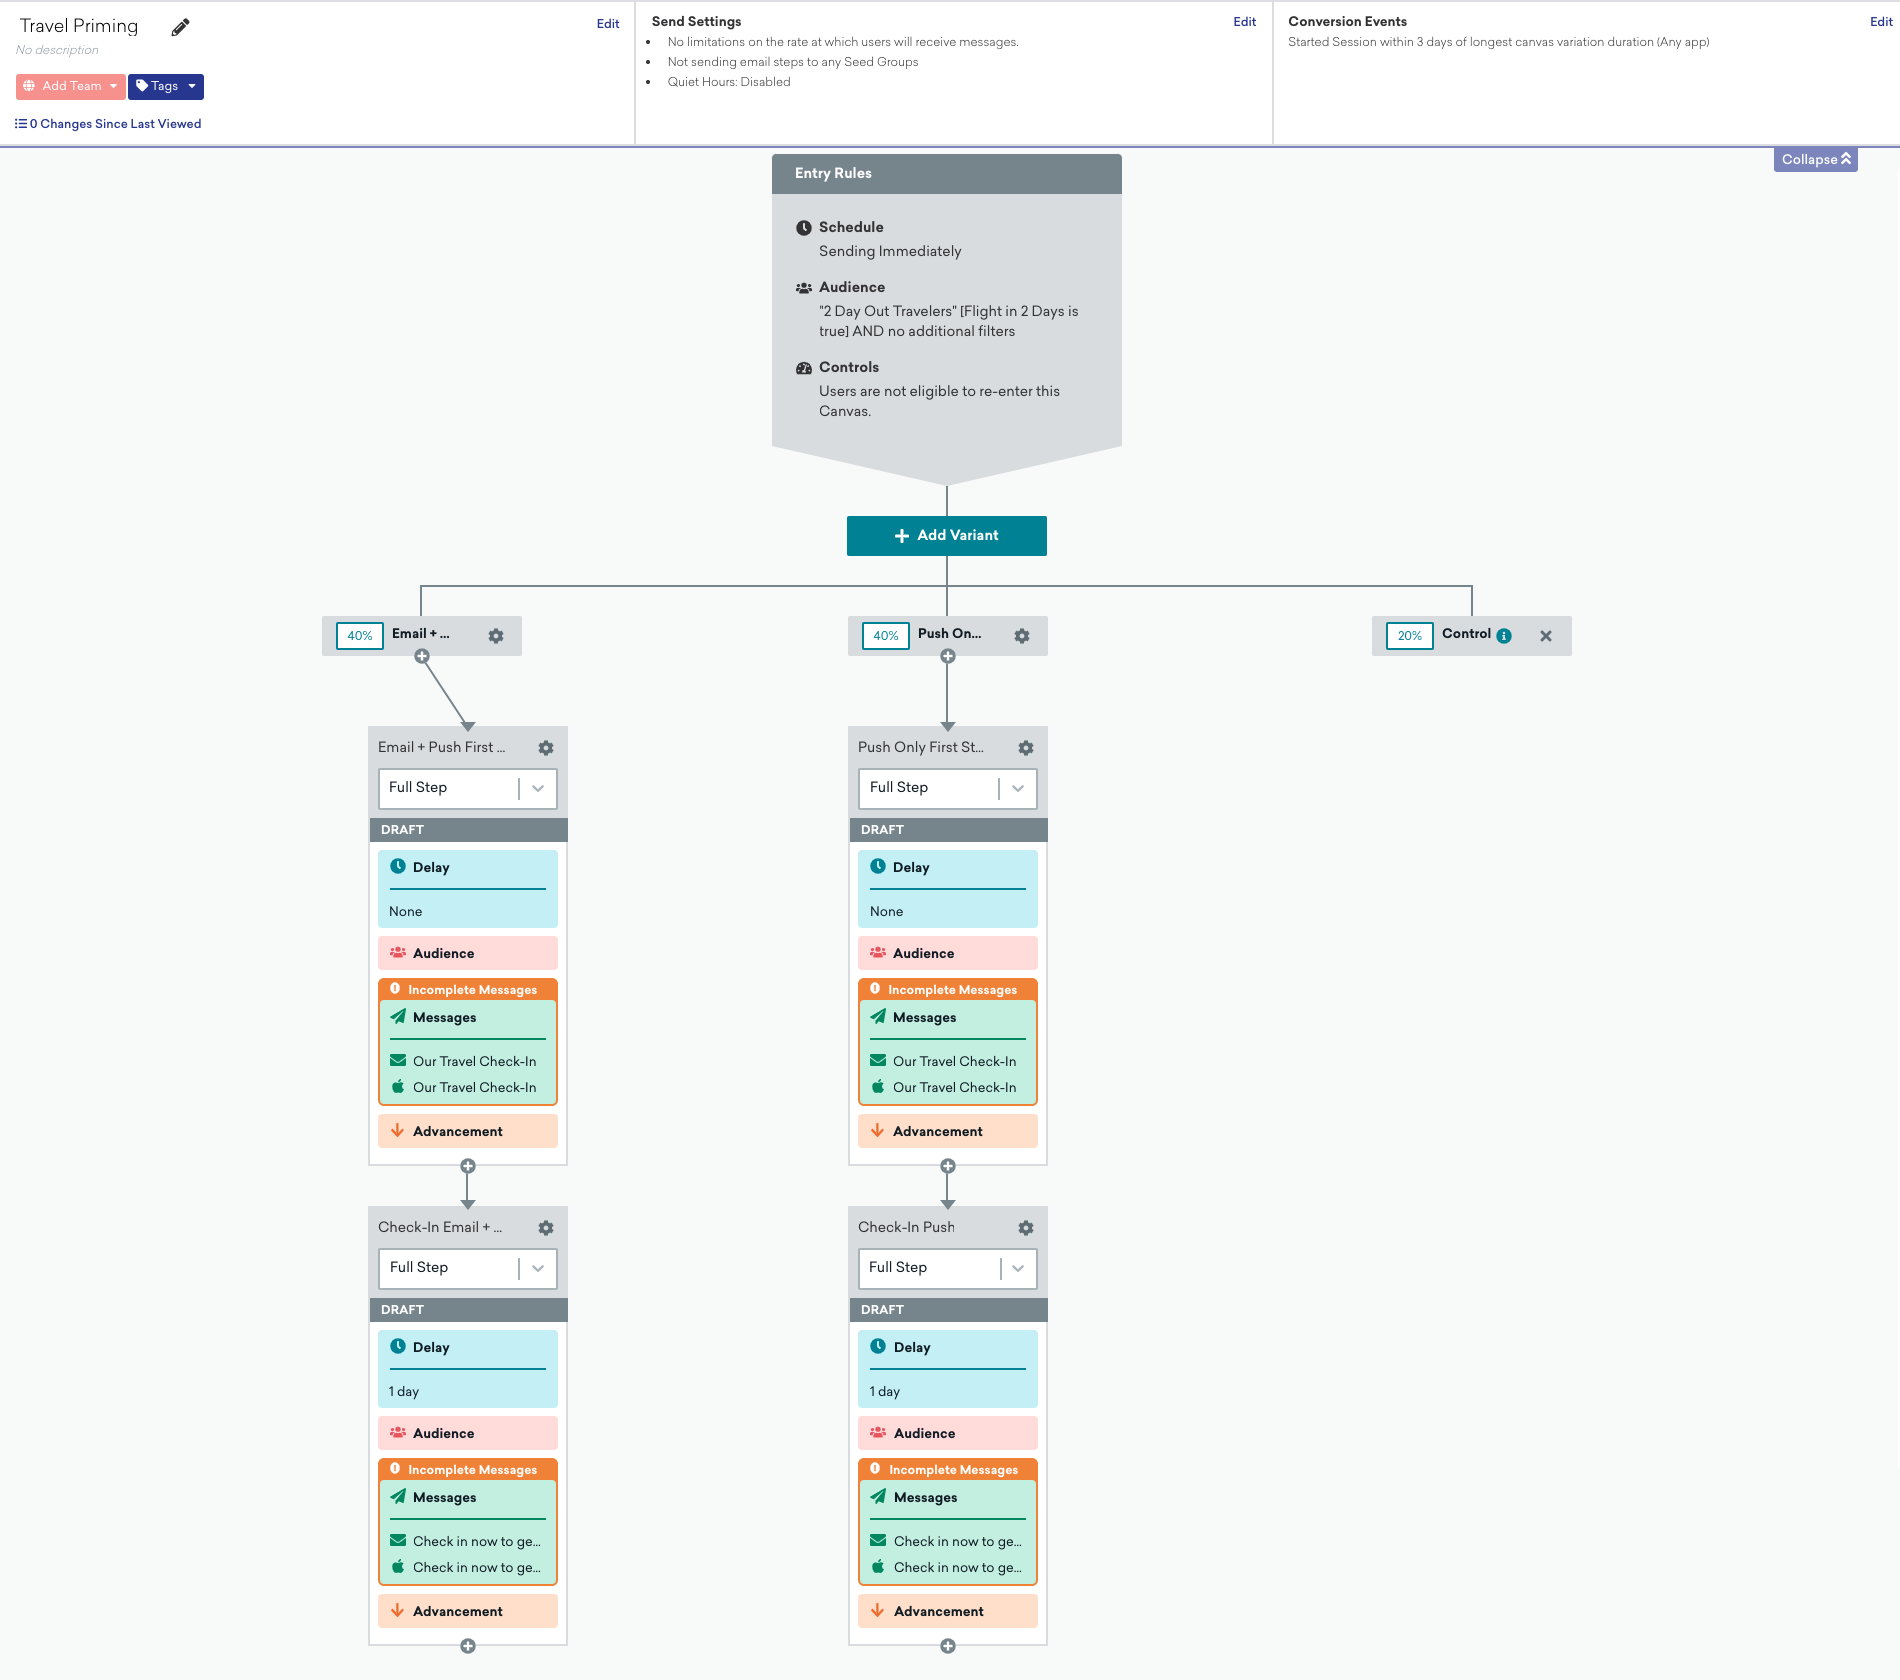 Travel Priming
Edit
No description
Add Team
Tags
0 Changes Since Last Viewed
Send Settings
Edit
No limitations on the rate at which users will receive messages.
Not sending email steps to any Seed Groups
Quiet Hours: Disabled
Conversion Events
Edit
Started Session within 3 days of longest canvas variation duration (Any app)
Collapse
Entry Rules
Schedule
Sending Immediately
Audience
"2 Day Out Travelers" [Flight in 2 Days is
true] AND no additional filters
Controls
Users are not eligible to re-enter this
Canvas.
+ Add Variant
40% Email + ...
40% Push On...
20% Control
Email + Push First ...
Full Step
DRAFT
Delay
None
Audience
Incomplete Messages
Messages
Our Travel Check-In
Our Travel Check-In
Advancement
Push Only First St...
Full Step
DRAFT
Delay
None
Audience
Incomplete Messages
Messages
Our Travel Check-In
Our Travel Check-In
Advancement
Check-In Email + ...
Full Step
DRAFT
Delay
1 day
Audience
Incomplete Messages
Messages
Check in now to ge...
Check in now to ge...
Advancement
Check-In Push
Full Step
DRAFT
Delay
1 day
Audience
Incomplete Messages
Messages
Check in now to ge...
Check in now to ge...
Advancement